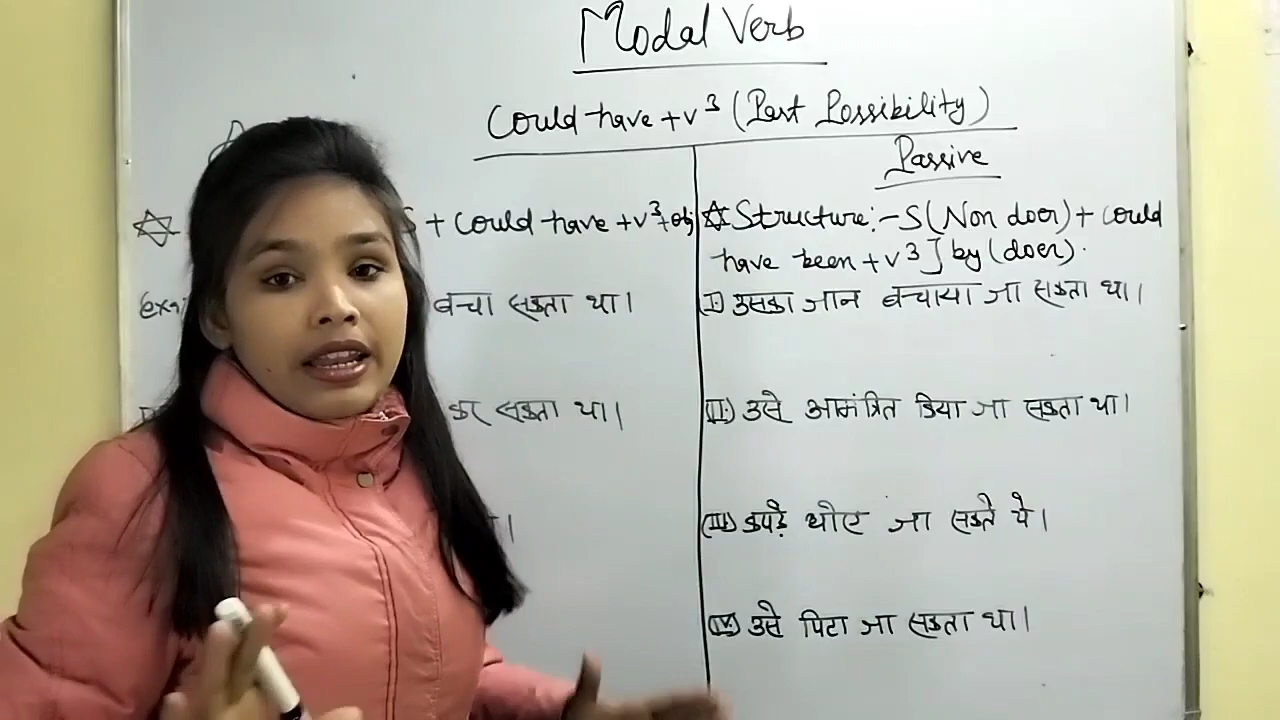 Modal Verb
Could have + v³ (Past Possibility)
Passive
S + Could have + v³ + obj
☆ Structure:- S (Non doer) + Could
have been + v³] by (doer).
बचा सकता था।
(I) उसका जान बचाया जा सकता था।
कर सकता था।
(II) उसे आमंत्रित किया जा सकता था।
(III) कपड़े धोए जा सकते थे।
(IV) उसे पिटा जा सकता था।